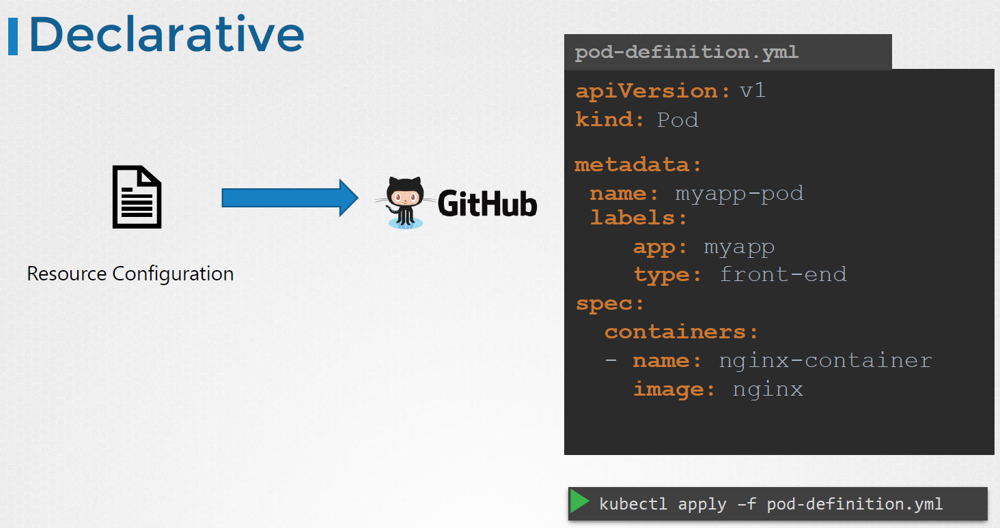 Declarative
Resource Configuration
GitHub
pod-definition.yml
apiVersion: v1
kind: Pod
metadata:
name: myapp-pod
labels:
app: myapp
type: front-end
spec:
containers:
- name: nginx-container
image: nginx
kubectl apply –f pod-definition.yml